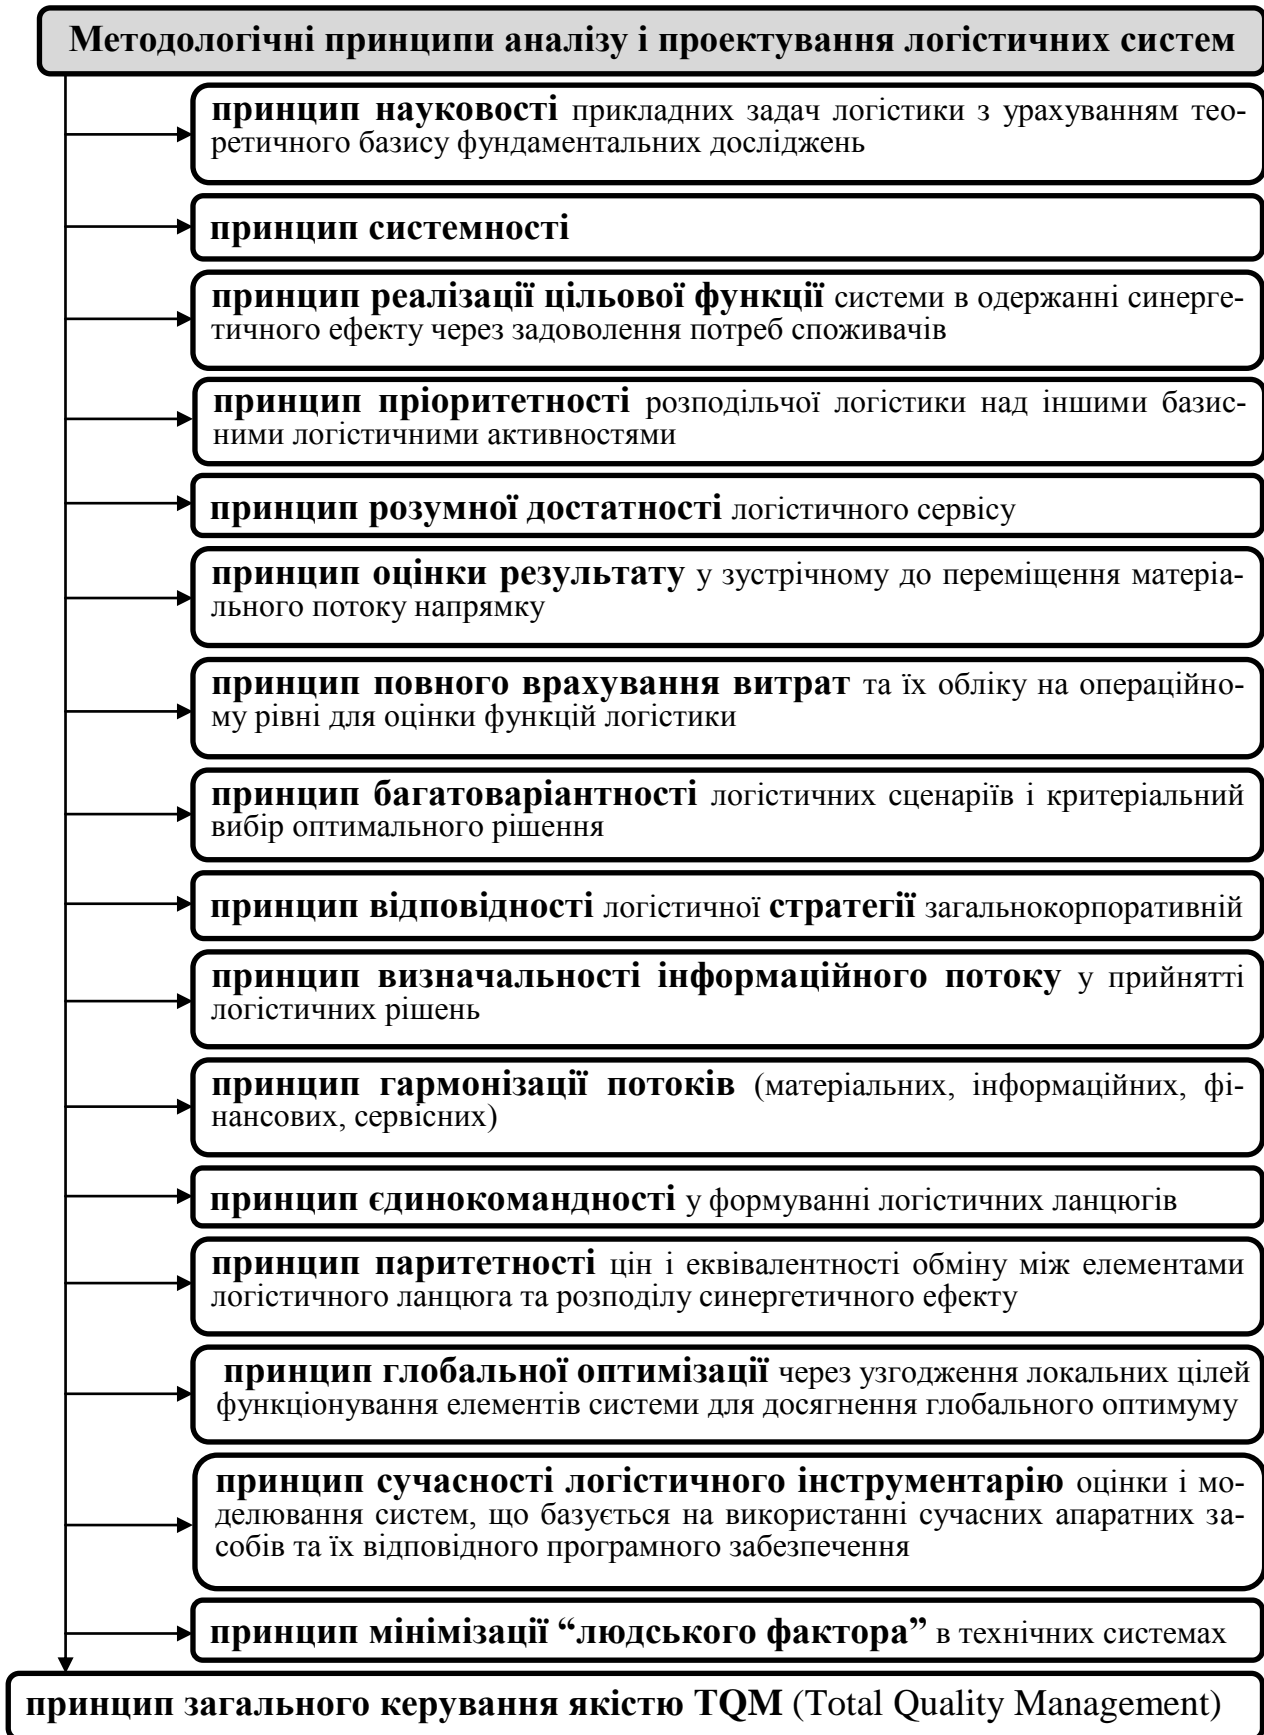 Методологічні принципи аналізу і проектування логістичних систем
принцип науковості прикладних задач логістики з урахуванням тео-
ретичного базису фундаментальних досліджень
принцип системності
принцип реалізації цільової функції системи в одержанні синерге-
тичного ефекту через задоволення потреб споживачів
принцип пріоритетності розподільчої логістики над іншими базис-
ними логістичними активностями
принцип розумної достатності логістичного сервісу
принцип оцінки результату у зустрічному до переміщення матеріа-
льного потоку напрямку
принцип повного врахування витрат та їх обліку на операційно-
му рівні для оцінки функцій логістики
принцип багатоваріантності логістичних сценаріїв і критеріальний
вибір оптимального рішення
принцип відповідності логістичної стратегії загальнокорпоративній
принцип визначальності інформаційного потоку у прийнятті
логістичних рішень
принцип гармонізації потоків (матеріальних, інформаційних, фі-
нансових, сервісних)
принцип єдинокомандності у формуванні логістичних ланцюгів
принцип паритетності цін і еквівалентності обміну між елементами
логістичного ланцюга та розподілу синергетичного ефекту
принцип глобальної оптимізації через узгодження локальних цілей
функціонування елементів системи для досягнення глобального оптимуму
принцип сучасності логістичного інструментарію оцінки і мо-
делювання систем, що базується на використанні сучасних апаратних за-
собів та їх відповідного програмного забезпечення
принцип мінімізації “людського фактора” в технічних системах
принцип загального керування якістю TQM (Total Quality Management)